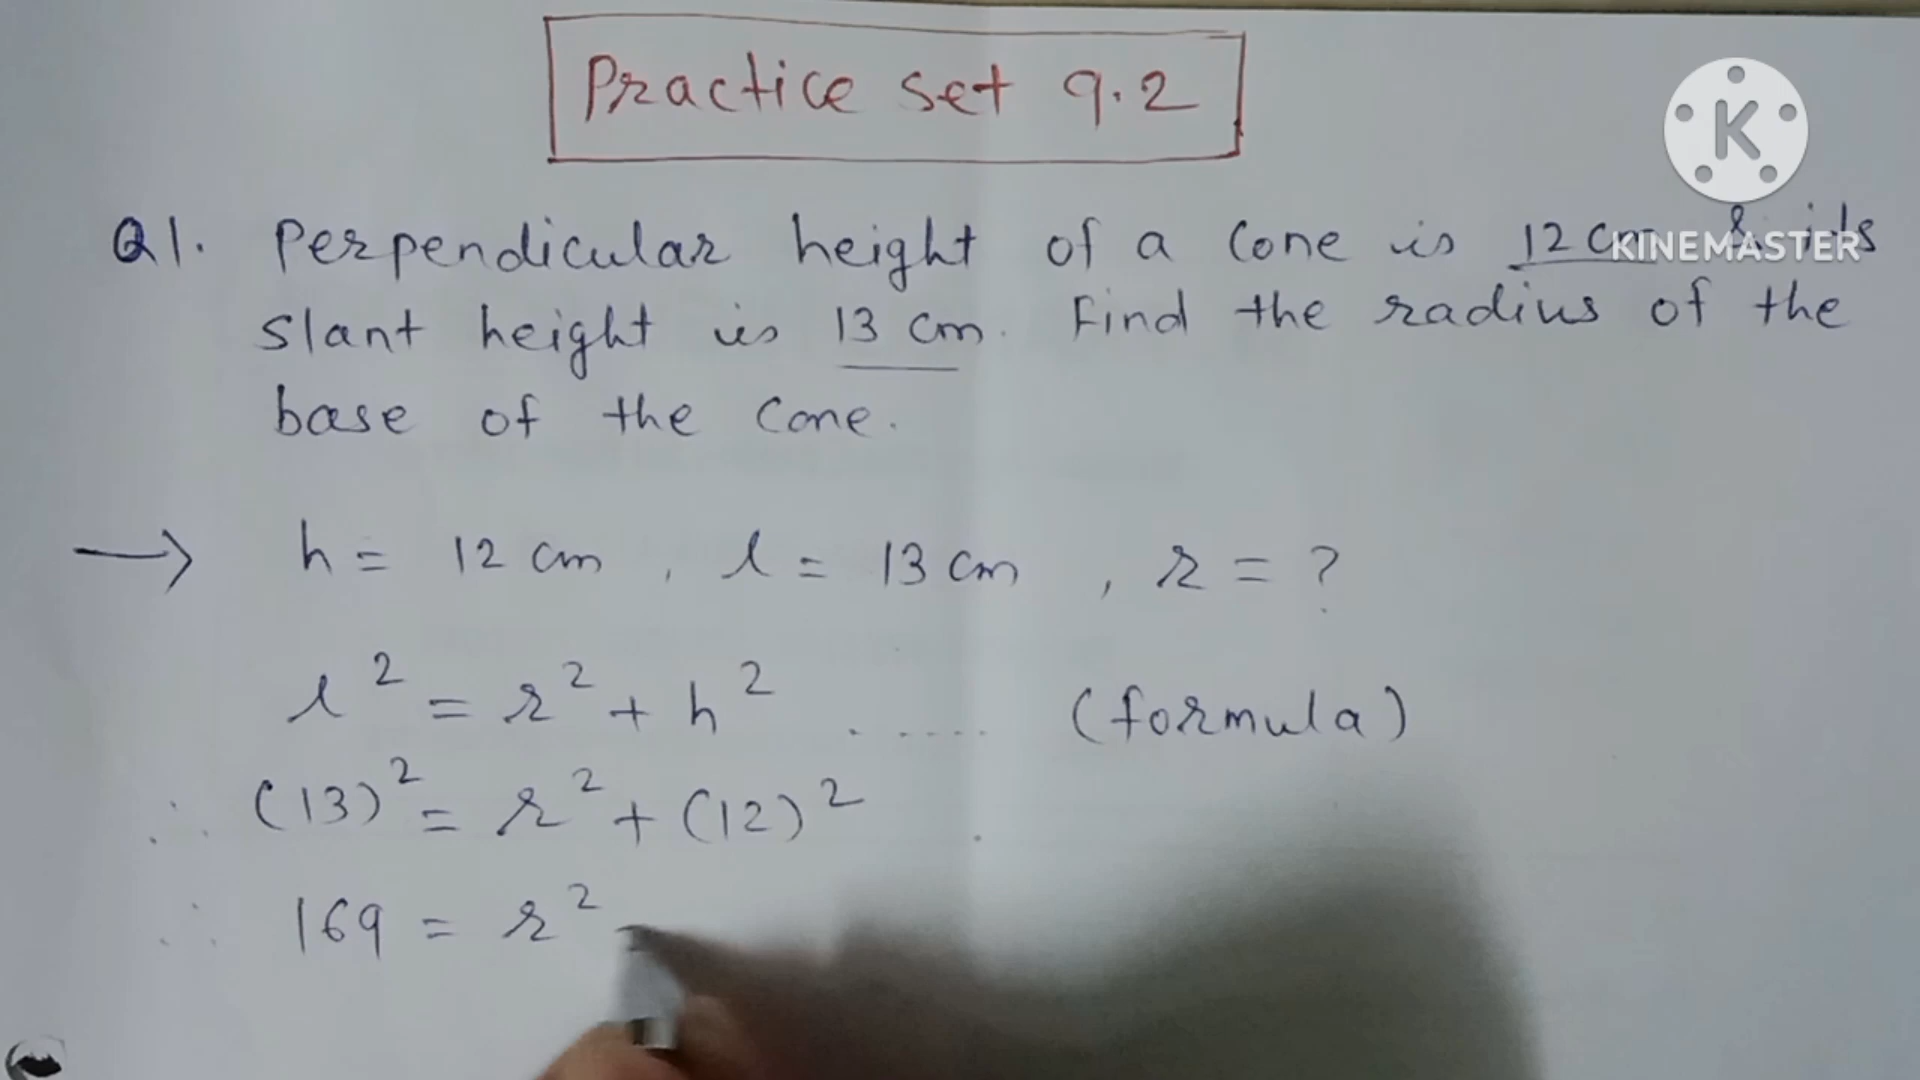 Practice set 9.2
K
KINEMASTER
Q1. Perpendicular height of a cone is 12 cm & its
slant height is 13 cm. Find the radius of the
base of the cone.
→ h = 12 cm, l = 13 cm, r = ?
l² = r² + h² ...... (formula)
∴ (13)² = r² + (12)²
∴ 169 = r²